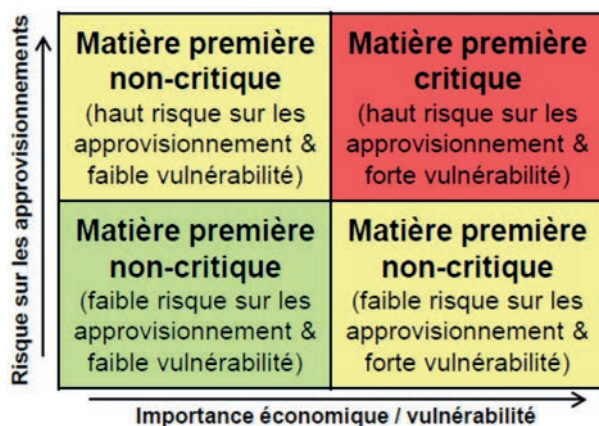 Risque sur les approvisionnements
Matière première
non-critique
(haut risque sur les
approvisionnement &
faible vulnérabilité)
Matière première
critique
(haut risque sur les
approvisionnement &
forte vulnérabilité)
Matière première
non-critique
(faible risque sur les
approvisionnement &
faible vulnérabilité)
Matière première
non-critique
(faible risque sur les
approvisionnement &
forte vulnérabilité)
Importance économique / vulnérabilité